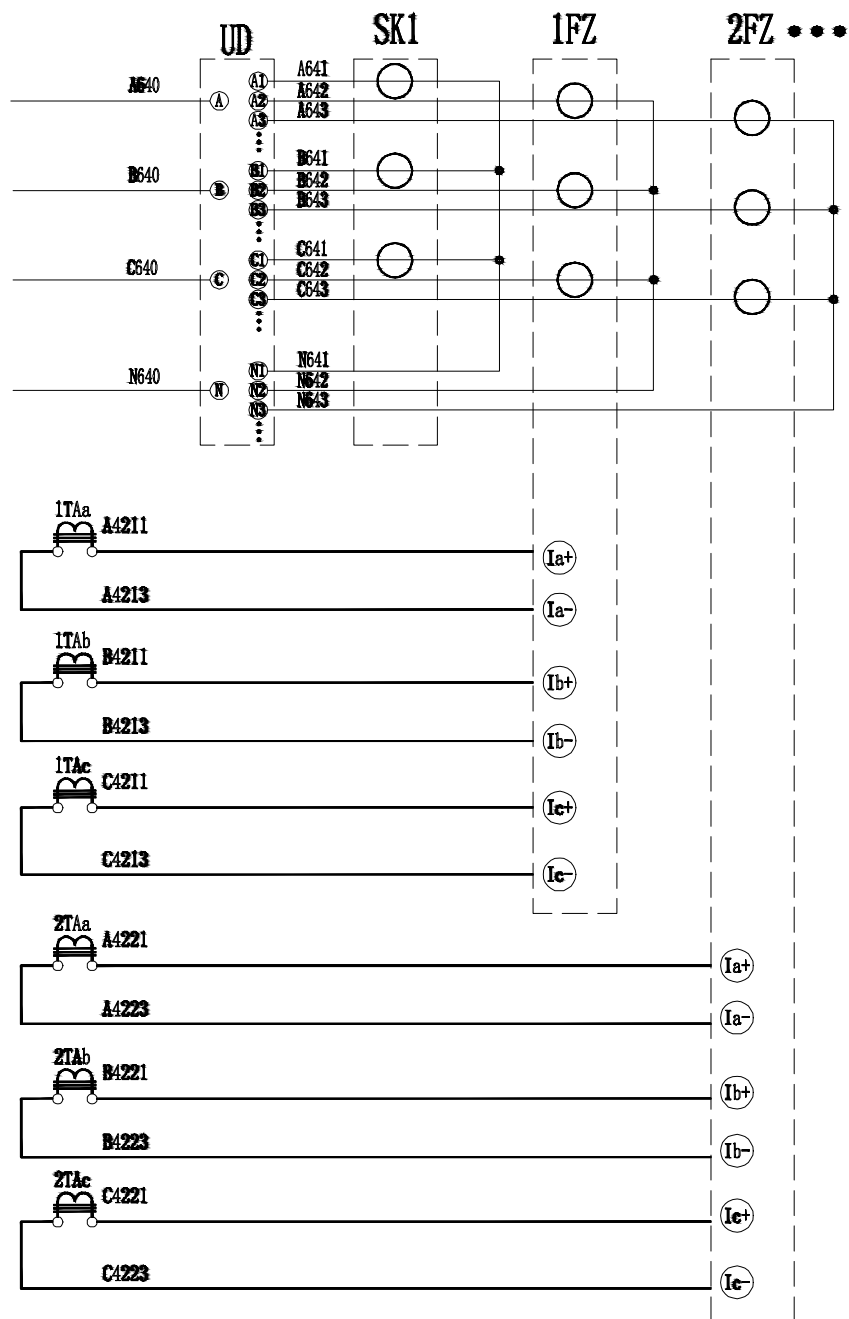 UD SK1 1FZ 2FZ
A640 A1 A641
A A2 A642
A3 A643
B640 B1 B641
B B2 B642
B3 B643
C640 C1 C641
C C2 C642
C3 C643
N640 N1 N641
N N2 N642
N3 N643
1TAa A4211 Ia+
A4213 Ia-
1TAb B4211 Ib+
B4213 Ib-
1TAc C4211 Ic+
C4213 Ic-
2TAa A4221 Ia+
A4223 Ia-
2TAb B4221 Ib+
B4223 Ib-
2TAc C4221 Ic+
C4223 Ic-